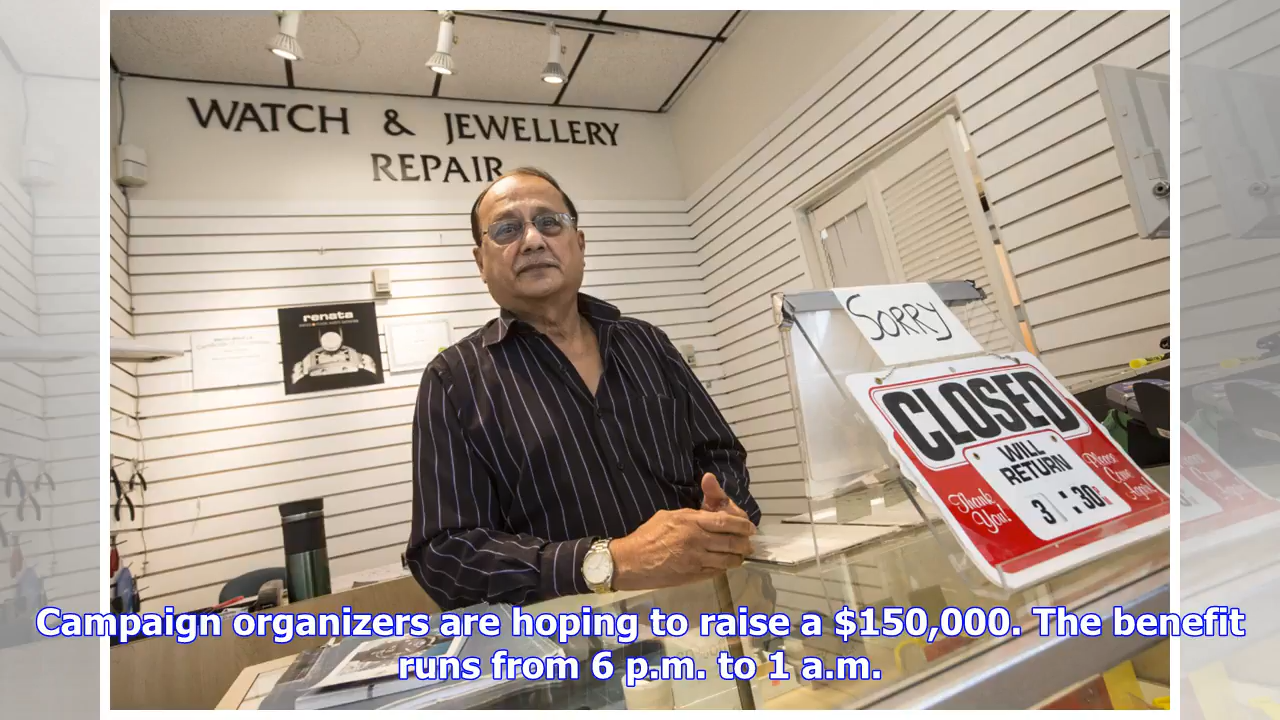 WATCH & JEWELLERY
REPAIR
renata
SORRY
CLOSED
WILL
RETURN
3 : 30
Thank
You!
Please
Come
Again!
Campaign organizers are hoping to raise a $150,000. The benefit
runs from 6 p.m. to 1 a.m.